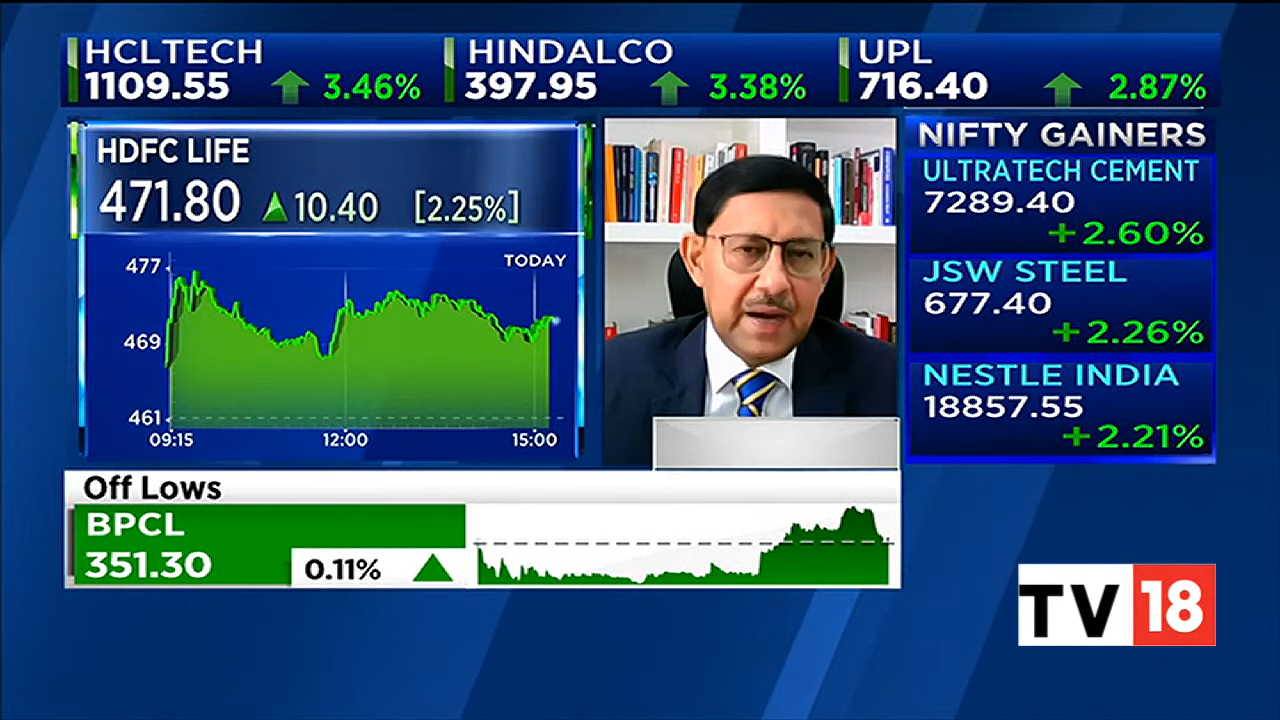 HCLTECH
1109.55 3.46%
HINDALCO
397.95 3.38%
UPL
716.40 2.87%
HDFC LIFE
471.80 10.40 [2.25%]
TODAY
477
469
461
09:15 12:00 15:00
NIFTY GAINERS
ULTRATECH CEMENT
7289.40
+2.60%
JSW STEEL
677.40
+2.26%
NESTLE INDIA
18857.55
+2.21%
Off Lows
BPCL
351.30 0.11%
TV18